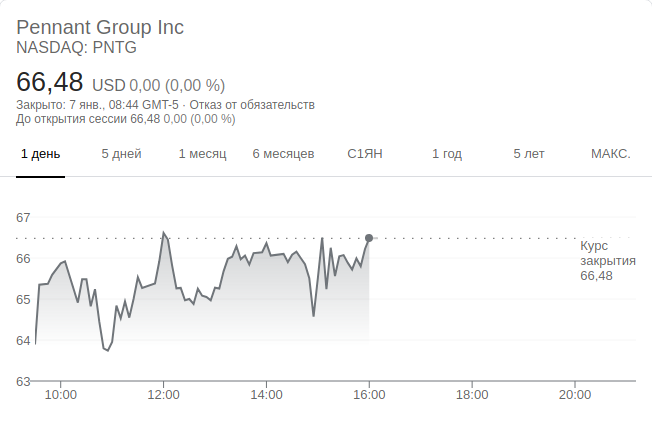 Pennant Group Inc
NASDAQ: PNTG
66,48 USD 0,00 (0,00 %)
Закрыто: 7 янв., 08:44 GMT-5 · Отказ от обязательств
До открытия сессии 66,48 0,00 (0,00 %)
1 день 5 дней 1 месяц 6 месяцев С1ЯН 1 год 5 лет МАКС.
67
66
65
64
63
Курс
закрытия
66,48
10:00 12:00 14:00 16:00 18:00 20:00